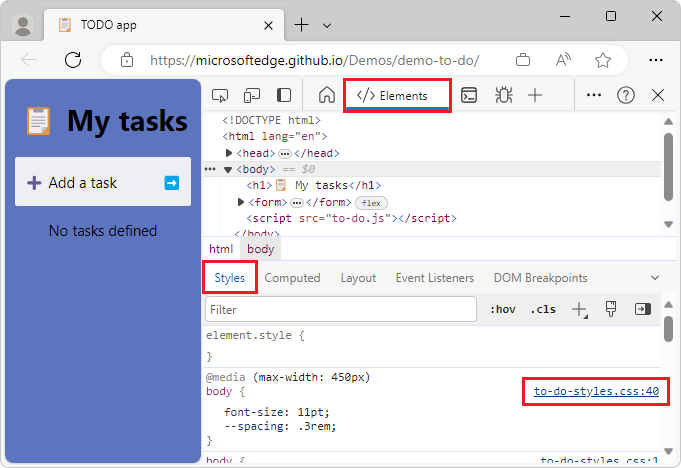 TODO app
https://microsoftedge.github.io/Demos/demo-to-do/
My tasks
Add a task
No tasks defined
Elements
<!DOCTYPE html>
<html lang="en">
<head> </head>
<body> == $0
<h1>📋 My tasks</h1>
<form> </form> flex
<script src="to-do.js"></script>
</body>
html body
Styles Computed Layout Event Listeners DOM Breakpoints
Filter :hov .cls
element.style {
}
@media (max-width: 450px)
body { to-do-styles.css:40
font-size: 11pt;
--spacing: .3rem;
}
body { to-do-styles.css:1